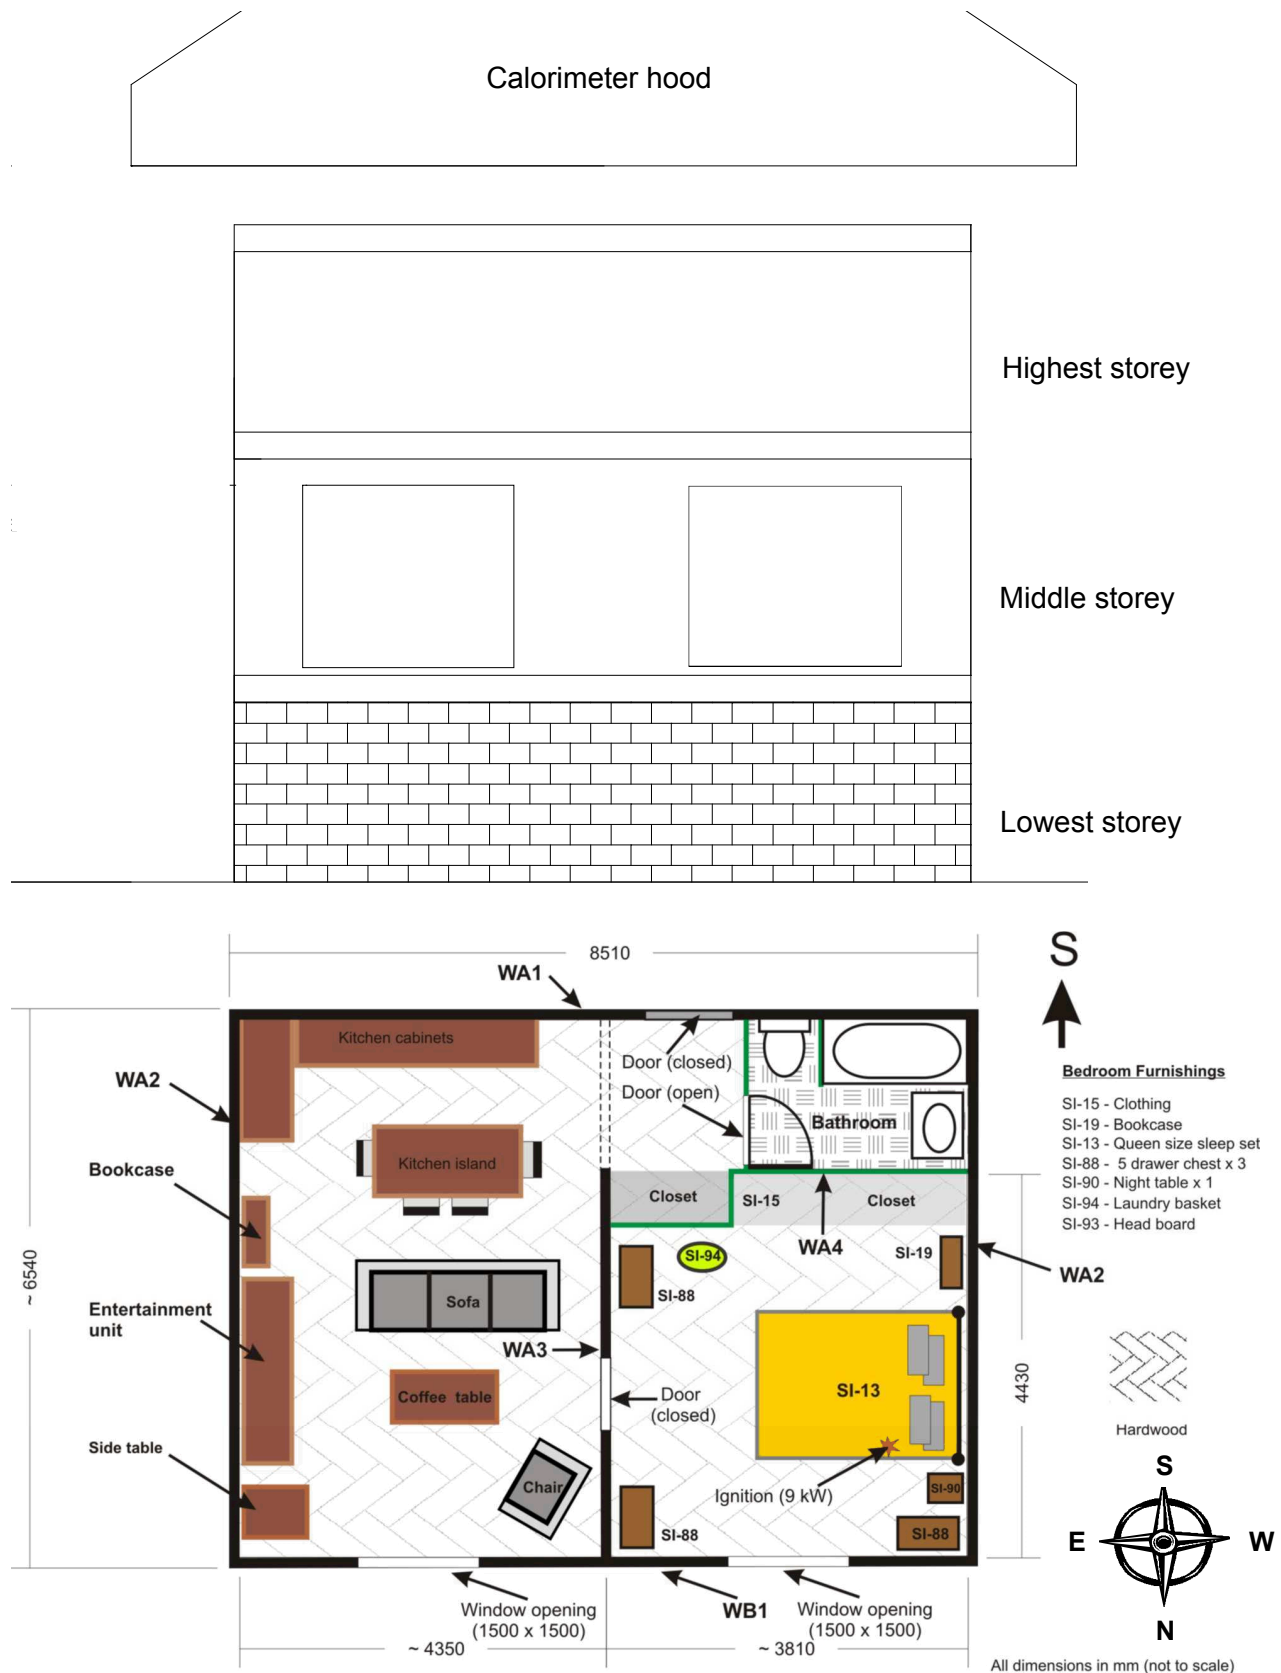 Calorimeter hood
Highest storey
Middle storey
Lowest storey
8510
S
WA1
Kitchen cabinets
Door (closed)
Door (open)
WA2
Bathroom
Bedroom Furnishings
SI-15 - Clothing
SI-19 - Bookcase
SI-13 - Queen size sleep set
SI-88 - 5 drawer chest x 3
SI-90 - Night table x 1
SI-94 - Laundry basket
SI-93 - Head board
Bookcase
Kitchen island
Closet
SI-15
Closet
SI-94
WA4
SI-19
WA2
~ 6540
SI-88
Entertainment
unit
Sofa
WA3
SI-13
4430
Coffee table
Door
(closed)
Hardwood
Side table
Chair
Ignition (9 kW)
SI-90
SI-88
SI-88
S
E
W
N
Window opening
(1500 x 1500)
WB1
Window opening
(1500 x 1500)
~ 4350
~ 3810
All dimensions in mm (not to scale)